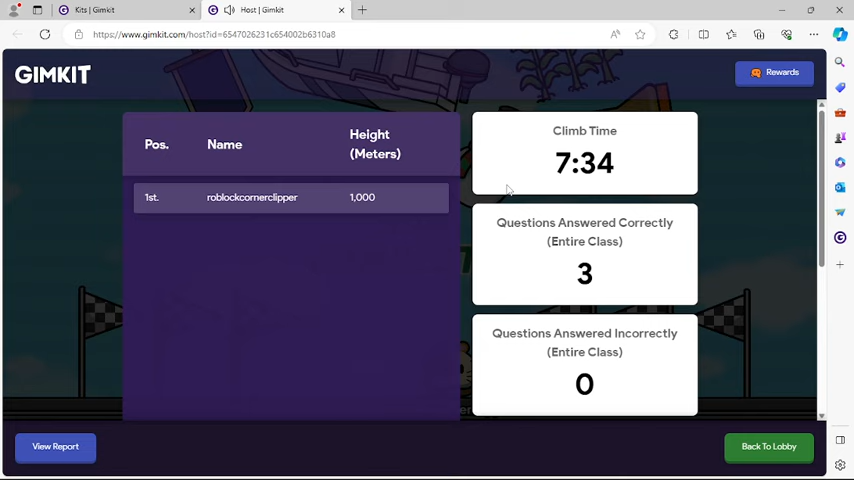 Kits | Gimkit
Host | Gimkit
https://www.gimkit.com/host?id=6547026231c654002b6310a8
GIMKIT
Rewards
Pos.
Name
Height
(Meters)
1st.
roblockcornerclipper
1,000
Climb Time
7:34
Questions Answered Correctly
(Entire Class)
3
Questions Answered Incorrectly
(Entire Class)
0
View Report
Back To Lobby